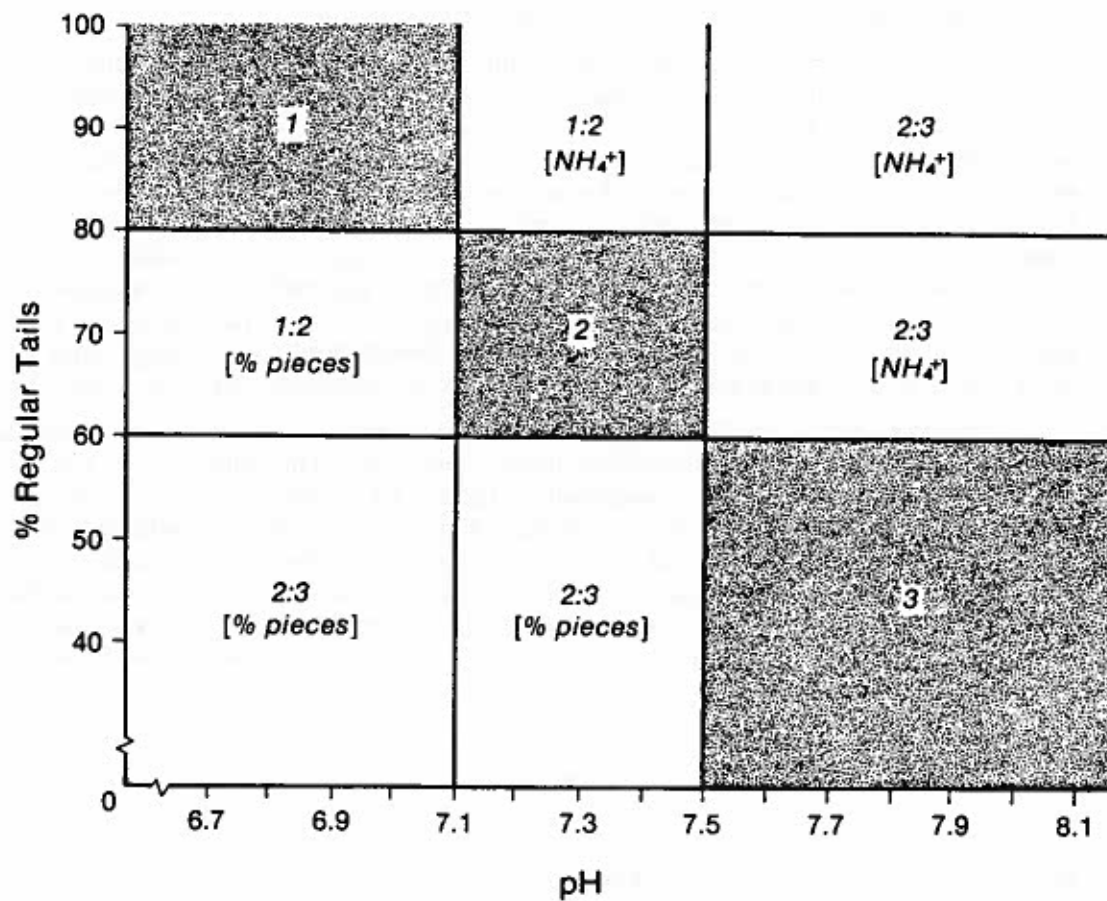 100
90
80
70
60
50
40
0
% Regular Tails
1
1:2
[NH₄⁺]
2:3
[NH₄⁺]
1:2
[% pieces]
2
2:3
[NH₄⁺]
2:3
[% pieces]
2:3
[% pieces]
3
6.7 6.9 7.1 7.3 7.5 7.7 7.9 8.1
pH